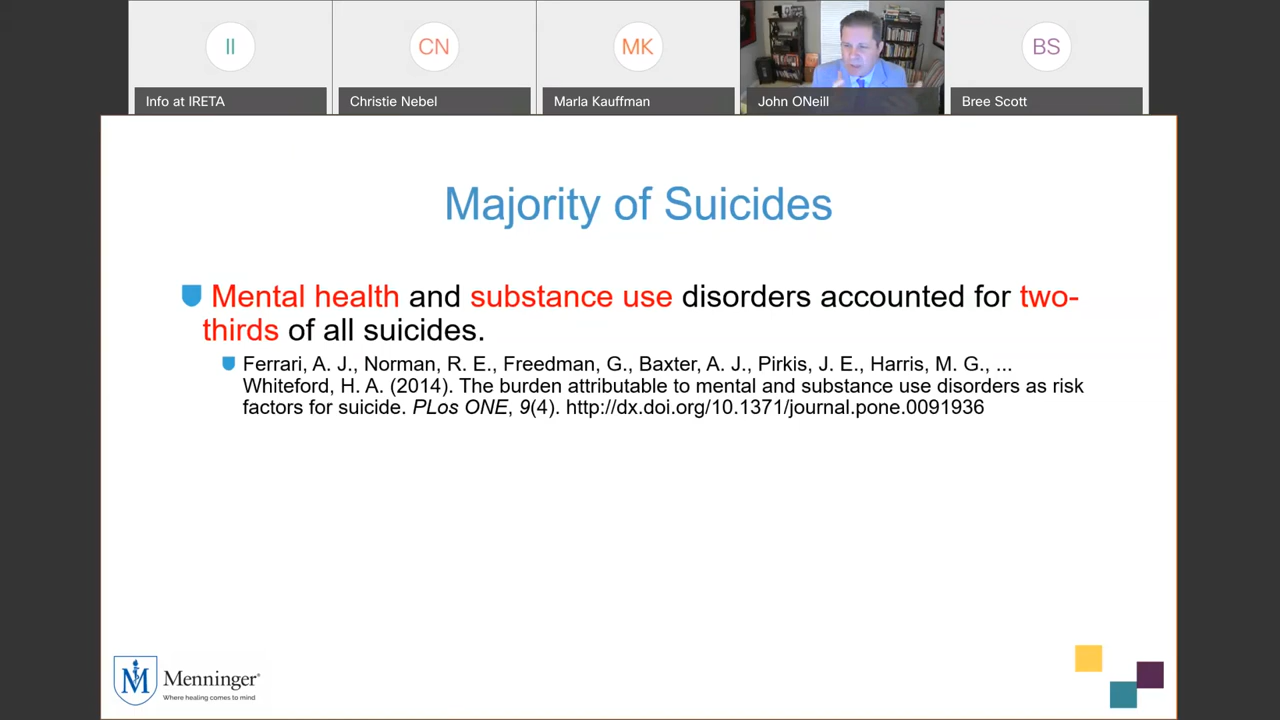 II
CN
MK
BS
Info at IRETA
Christie Nebel
Marla Kauffman
John ONeill
Bree Scott
Majority of Suicides
Mental health and substance use disorders accounted for two-
thirds of all suicides.
Ferrari, A. J., Norman, R. E., Freedman, G., Baxter, A. J., Pirkis, J. E., Harris, M. G., ...
Whiteford, H. A. (2014). The burden attributable to mental and substance use disorders as risk
factors for suicide. PLos ONE, 9(4). http://dx.doi.org/10.1371/journal.pone.0091936
M
Menninger®
Where healing comes to mind